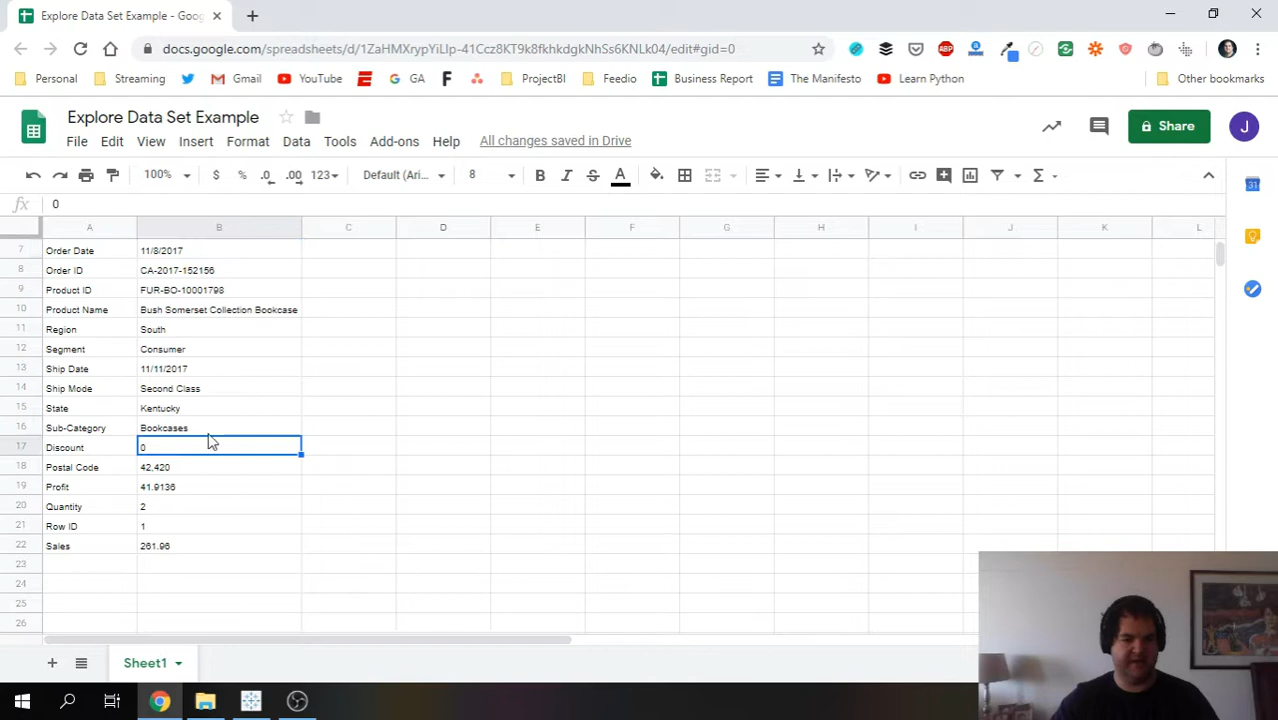 Explore Data Set Example - Goog
docs.google.com/spreadsheets/d/1ZaHMXrypYiLIp-41Ccz8KT9k8fkhkdgkNhSs6KNLk04/edit#gid=0
Personal Streaming Gmail YouTube GA ProjectBI Feedio Business Report The Manifesto Learn Python Other bookmarks
Explore Data Set Example
Share J
File Edit View Insert Format Data Tools Add-ons Help All changes saved in Drive
100% $ % .0 .00 123 Default (Ari... 8 B I S A
fx 0
A B C D E F G H I J K L
7 Order Date 11/8/2017
8 Order ID CA-2017-152156
9 Product ID FUR-BO-10001798
10 Product Name Bush Somerset Collection Bookcase
11 Region South
12 Segment Consumer
13 Ship Date 11/11/2017
14 Ship Mode Second Class
15 State Kentucky
16 Sub-Category Bookcases
17 Discount 0
18 Postal Code 42,420
19 Profit 41.9136
20 Quantity 2
21 Row ID 1
22 Sales 261.96
23
24
25
26
Sheet1